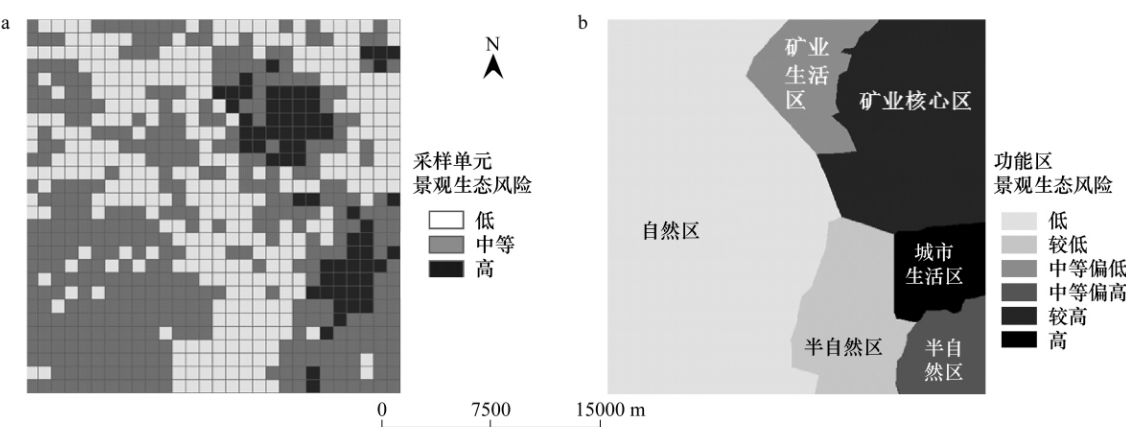 a
N
采样单元
景观生态风险
低
中等
高
b
矿业
生活
区
矿业核心区
自然区
城市
生活区
半自然区
半自
然区
功能区
景观生态风险
低
较低
中等偏低
中等偏高
较高
高
0 7500 15000 m